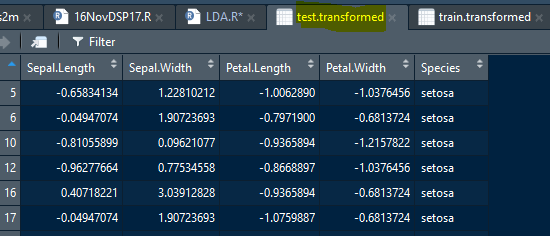 s2m 16NovDSP17.R LDA.R* test.transformed train.transformed
Filter
Sepal.Length Sepal.Width Petal.Length Petal.Width Species
5 -0.65834134 1.22810212 -1.0062890 -1.0376456 setosa
6 -0.04947074 1.90723693 -0.7971900 -0.6813724 setosa
10 -0.81055899 0.09621077 -0.9365894 -1.2157822 setosa
12 -0.96277664 0.77534558 -0.8668897 -1.0376456 setosa
16 0.40718221 3.03912828 -0.9365894 -0.6813724 setosa
17 -0.04947074 1.90723693 -1.0759887 -0.6813724 setosa